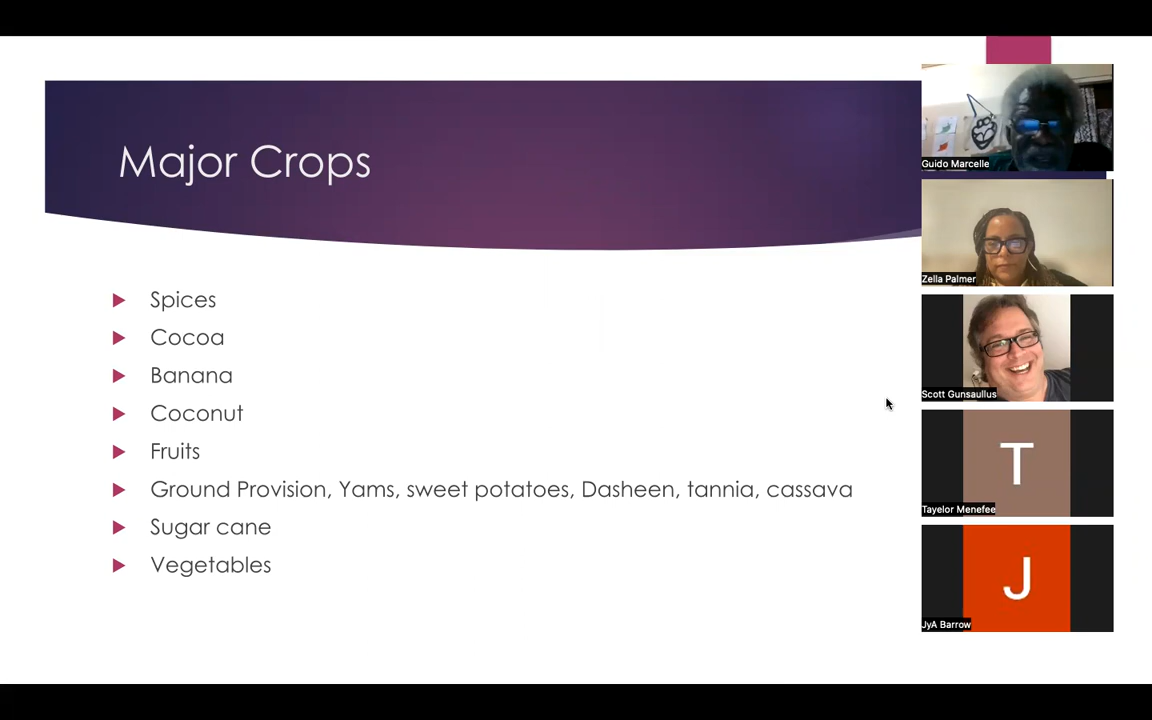 Major Crops
Spices
Cocoa
Banana
Coconut
Fruits
Ground Provision, Yams, sweet potatoes, Dasheen, tannia, cassava
Sugar cane
Vegetables
Guido Marcelle
Zella Palmer
Scott Gunsaullus
T
Tayelor Menefee
J
JyA Barrow